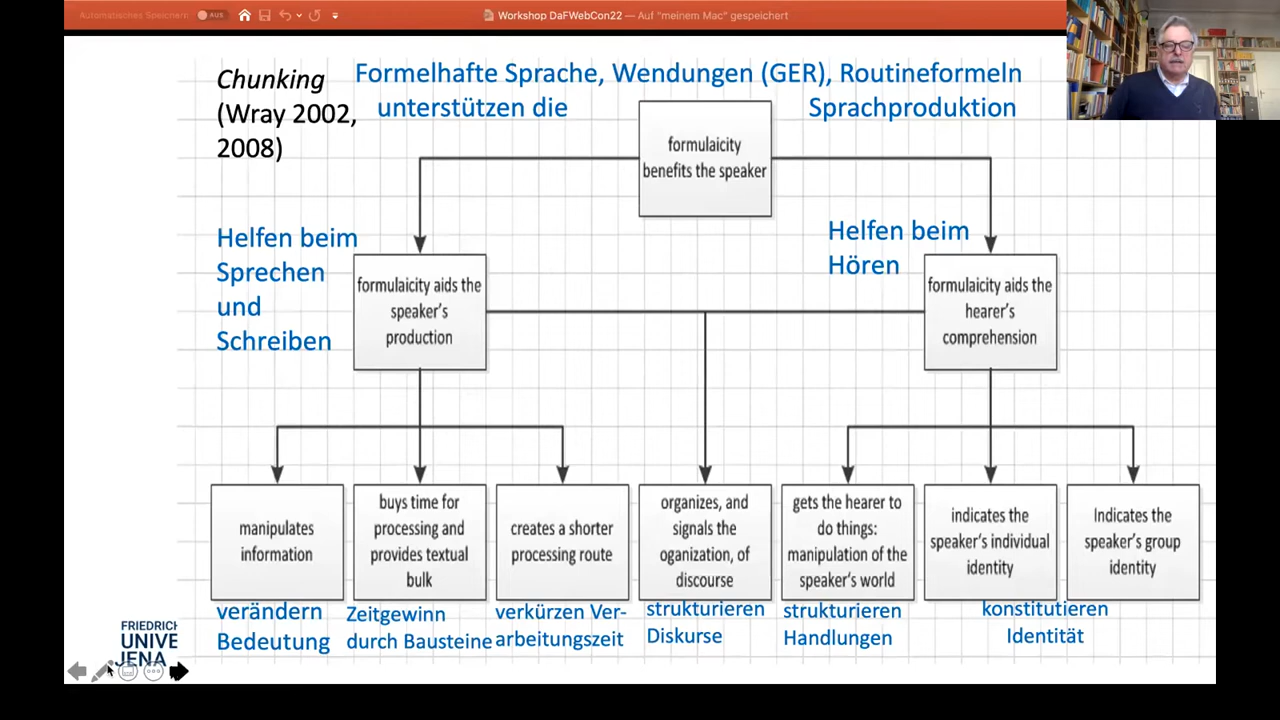 Automatisches Speichern AUS
Workshop DaFWebCon22 — Auf "meinem Mac" gespeichert
Chunking
(Wray 2002,
2008)
Formelhafte Sprache, Wendungen (GER), Routineformeln
unterstützen die Sprachproduktion
formulaicity
benefits the speaker
Helfen beim
Sprechen
und
Schreiben
formulaicity aids the
speaker's
production
Helfen beim
Hören
formulaicity aids the
hearer's
comprehension
manipulates
information
buys time for
processing and
provides textual
bulk
creates a shorter
processing route
organizes, and
signals the
oganization, of
discourse
gets the hearer to
do things:
manipulation of the
speaker's world
indicates the
speaker's individual
identity
Indicates the
speaker's group
identity
verändern
Bedeutung
Zeitgewinn
durch Bausteine
verkürzen Ver-
arbeitungszeit
strukturieren
Diskurse
strukturieren
Handlungen
konstitutieren
Identität
FRIEDRICH
UNIVE
JENA